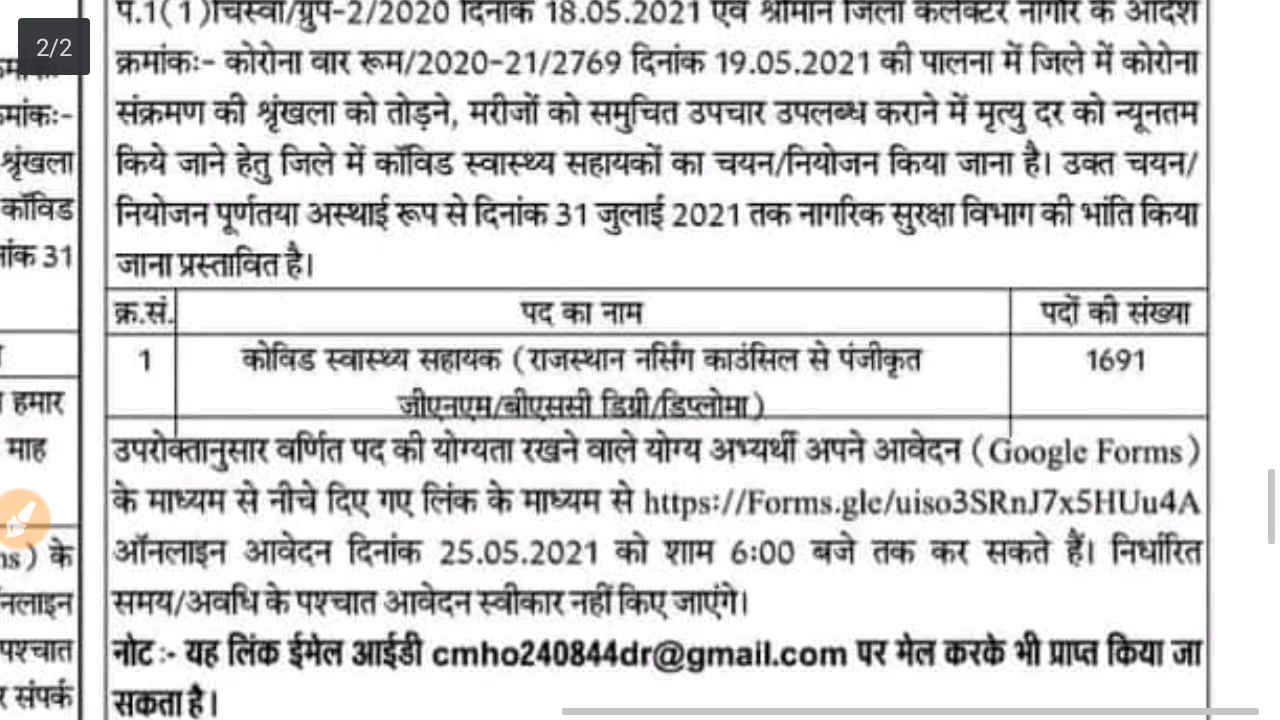 2/2
प.1(1)चिस्वा/ग्रुप-2/2020 दिनांक 18.05.2021 एवं श्रीमान जिला कलेक्टर नागौर के आदेश
क्रमांकः- कोरोना वार रूम/2020-21/2769 दिनांक 19.05.2021 की पालना में जिले में कोरोना
संक्रमण की श्रृंखला को तोड़ने, मरीजों को समुचित उपचार उपलब्ध कराने में मृत्यु दर को न्यूनतम
किये जाने हेतु जिले में कॉविड स्वास्थ्य सहायकों का चयन/नियोजन किया जाना है। उक्त चयन/
नियोजन पूर्णतया अस्थाई रूप से दिनांक 31 जुलाई 2021 तक नागरिक सुरक्षा विभाग की भांति किया
जाना प्रस्तावित है।
क्र.सं. पद का नाम पदों की संख्या
1 कोविड स्वास्थ्य सहायक (राजस्थान नर्सिंग काउंसिल से पंजीकृत 1691
जीएनएम/बीएससी डिग्री/डिप्लोमा)
उपरोक्तानुसार वर्णित पद की योग्यता रखने वाले योग्य अभ्यर्थी अपने आवेदन (Google Forms)
के माध्यम से नीचे दिए गए लिंक के माध्यम से https://Forms.gle/uiso3SRnJ7x5HUu4A
ऑनलाइन आवेदन दिनांक 25.05.2021 को शाम 6:00 बजे तक कर सकते हैं। निर्धारित
समय/अवधि के पश्चात आवेदन स्वीकार नहीं किए जाएंगे।
नोट :- यह लिंक ईमेल आईडी cmho240844dr@gmail.com पर मेल करके भी प्राप्त किया जा
सकता है।
श्रृंखला
कॉविड
31
हमार
माह
) के
पश्चात
संपर्क